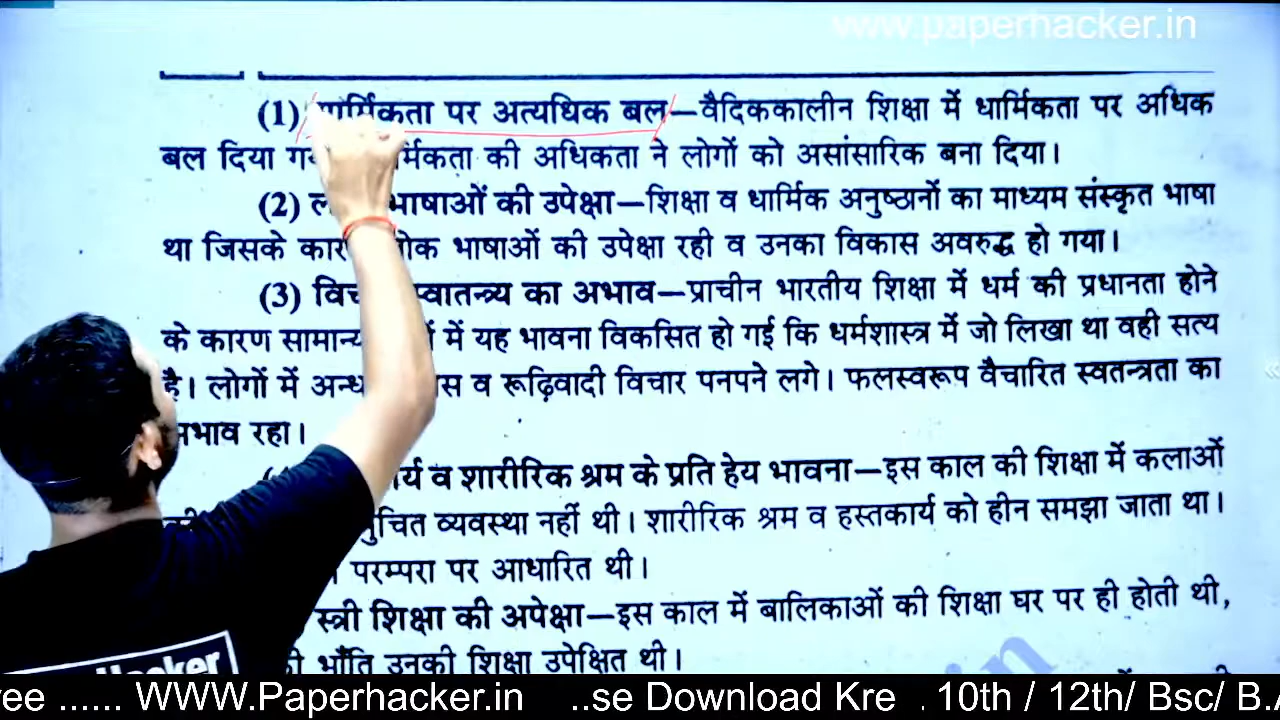 www.paperhacker.in
(1) धार्मिकता पर अत्यधिक बल—वैदिककालीन शिक्षा में धार्मिकता पर अधिक
बल दिया की अधिकता ने लोगों को असांसारिक बना दिया।
(2) भाषाओं की उपेक्षा—शिक्षा व धार्मिक अनुष्ठानों का माध्यम संस्कृत भाषा
था जिसके भाषाओं की उपेक्षा रही व उनका विकास अवरुद्ध हो गया।
(3) का अभाव—प्राचीन भारतीय शिक्षा में धर्म की प्रधानता होने
के कारण सामान्य में यह भावना विकसित हो गई कि धर्मशास्त्र में जो लिखा था वही सत्य
है। लोगों में व रूढ़िवादी विचार पनपने लगे। फलस्वरूप वैचारित स्वतन्त्रता का
रहा।
व शारीरिक श्रम के प्रति हेय भावना—इस काल की शिक्षा में कलाओं
व्यवस्था नहीं थी। शारीरिक श्रम व हस्तकार्य को हीन समझा जाता था।
परम्परा पर आधारित थी।
स्त्री शिक्षा की अपेक्षा—इस काल में बालिकाओं की शिक्षा घर पर ही होती थी,
भाँति उनकी शिक्षा उपेक्षित थी।
...... WWW.Paperhacker.in ..se Download Kre . 10th / 12th/ Bsc/ B.